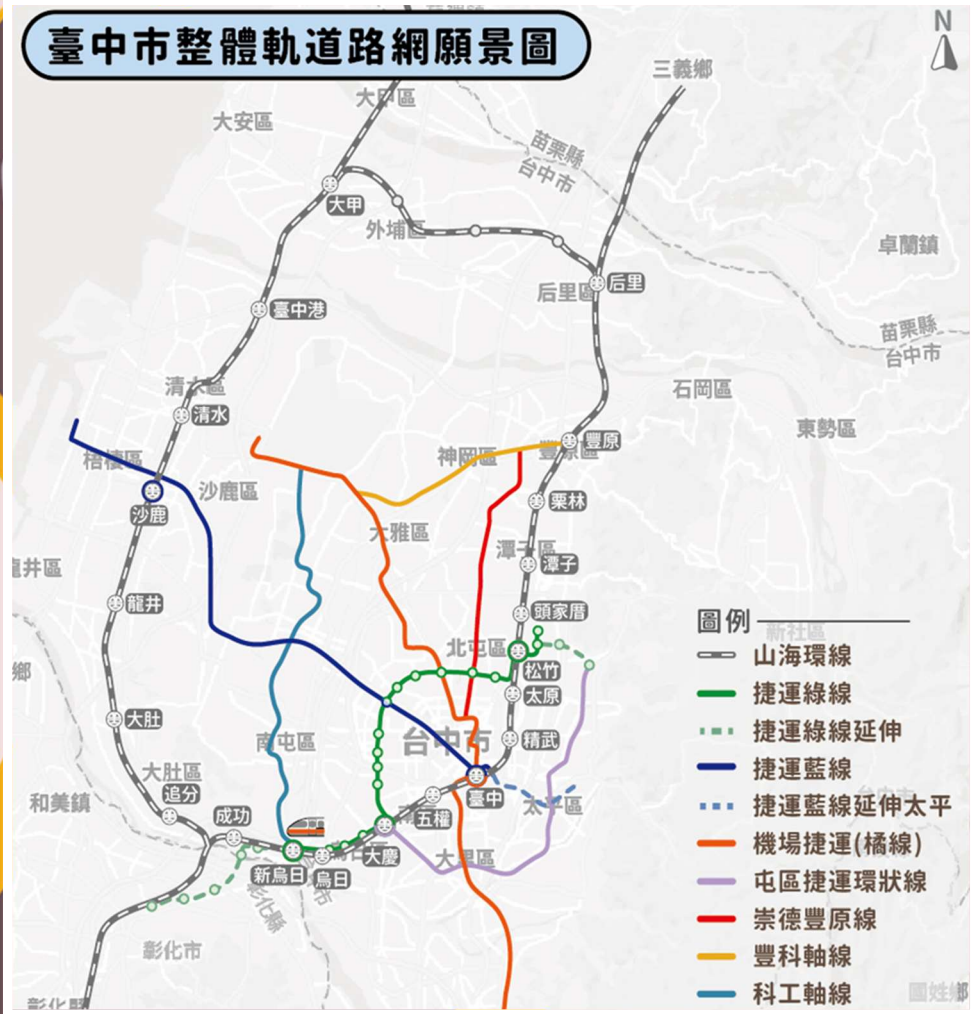 臺中市整體軌道路網願景圖
N
三義鄉
大甲區
大安區
苗栗縣
台中市
大甲
外埔區
卓蘭鎮
后里
后里區
臺中港
苗栗縣
台中市
清水區
石岡區
清水
東勢區
豐原
豐原區
神岡區
梧棲區
沙鹿區
栗林
沙鹿
大雅區
潭子區
潭子
龍井區
龍井
頭家厝
圖例
新社區
北屯區
松竹
山海環線
鄉
太原
捷運綠線
大肚
精武
台中市
南屯區
捷運綠線延伸
大肚區
捷運藍線
追分
和美鎮
臺中
太平區
台中市
捷運藍線延伸太平
成功
五權
機場捷運(橘線)
大慶
大里區
新烏日
烏日
屯區捷運環狀線
彰化縣
崇德豐原線
彰化市
豐科軸線
科工軸線
國姓鄉
彰化縣